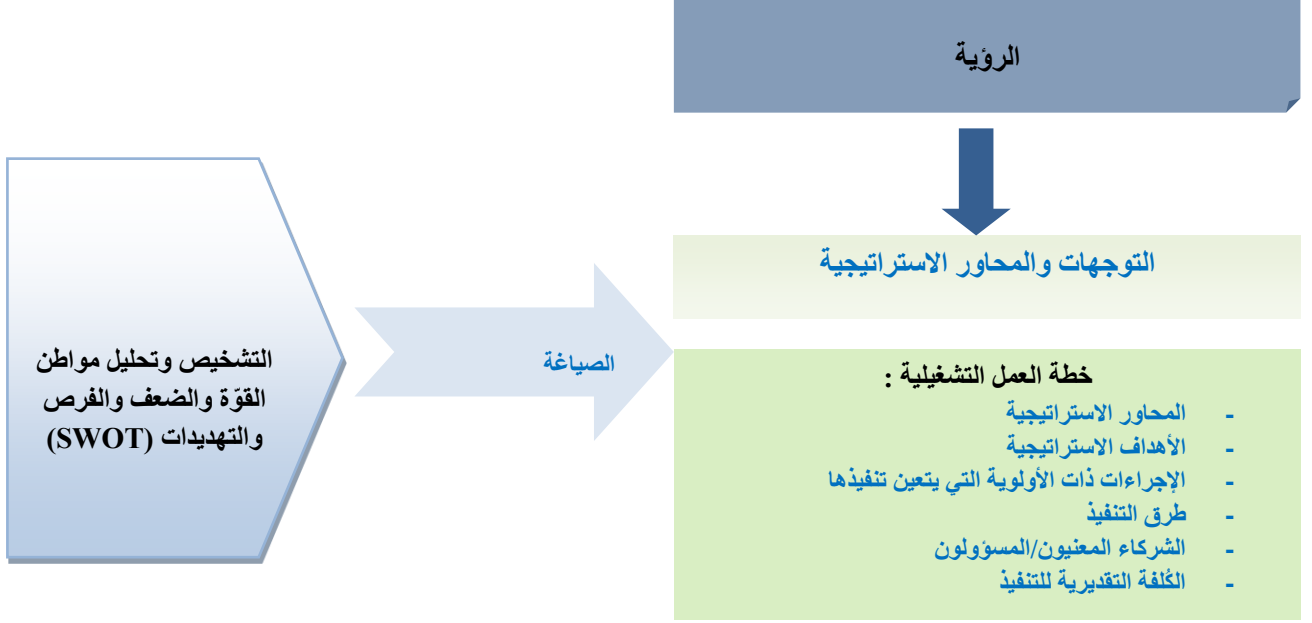 الرؤية
التوجهات والمحاور الاستراتيجية
خطة العمل التشغيلية :
- المحاور الاستراتيجية
- الأهداف الاستراتيجية
- الإجراءات ذات الأولوية التي يتعين تنفيذها
- طرق التنفيذ
- الشركاء المعنيون/المسؤولون
- الكُلفة التقديرية للتنفيذ
الصياغة
التشخيص وتحليل مواطن
القوّة والضعف والفرص
والتهديدات (SWOT)